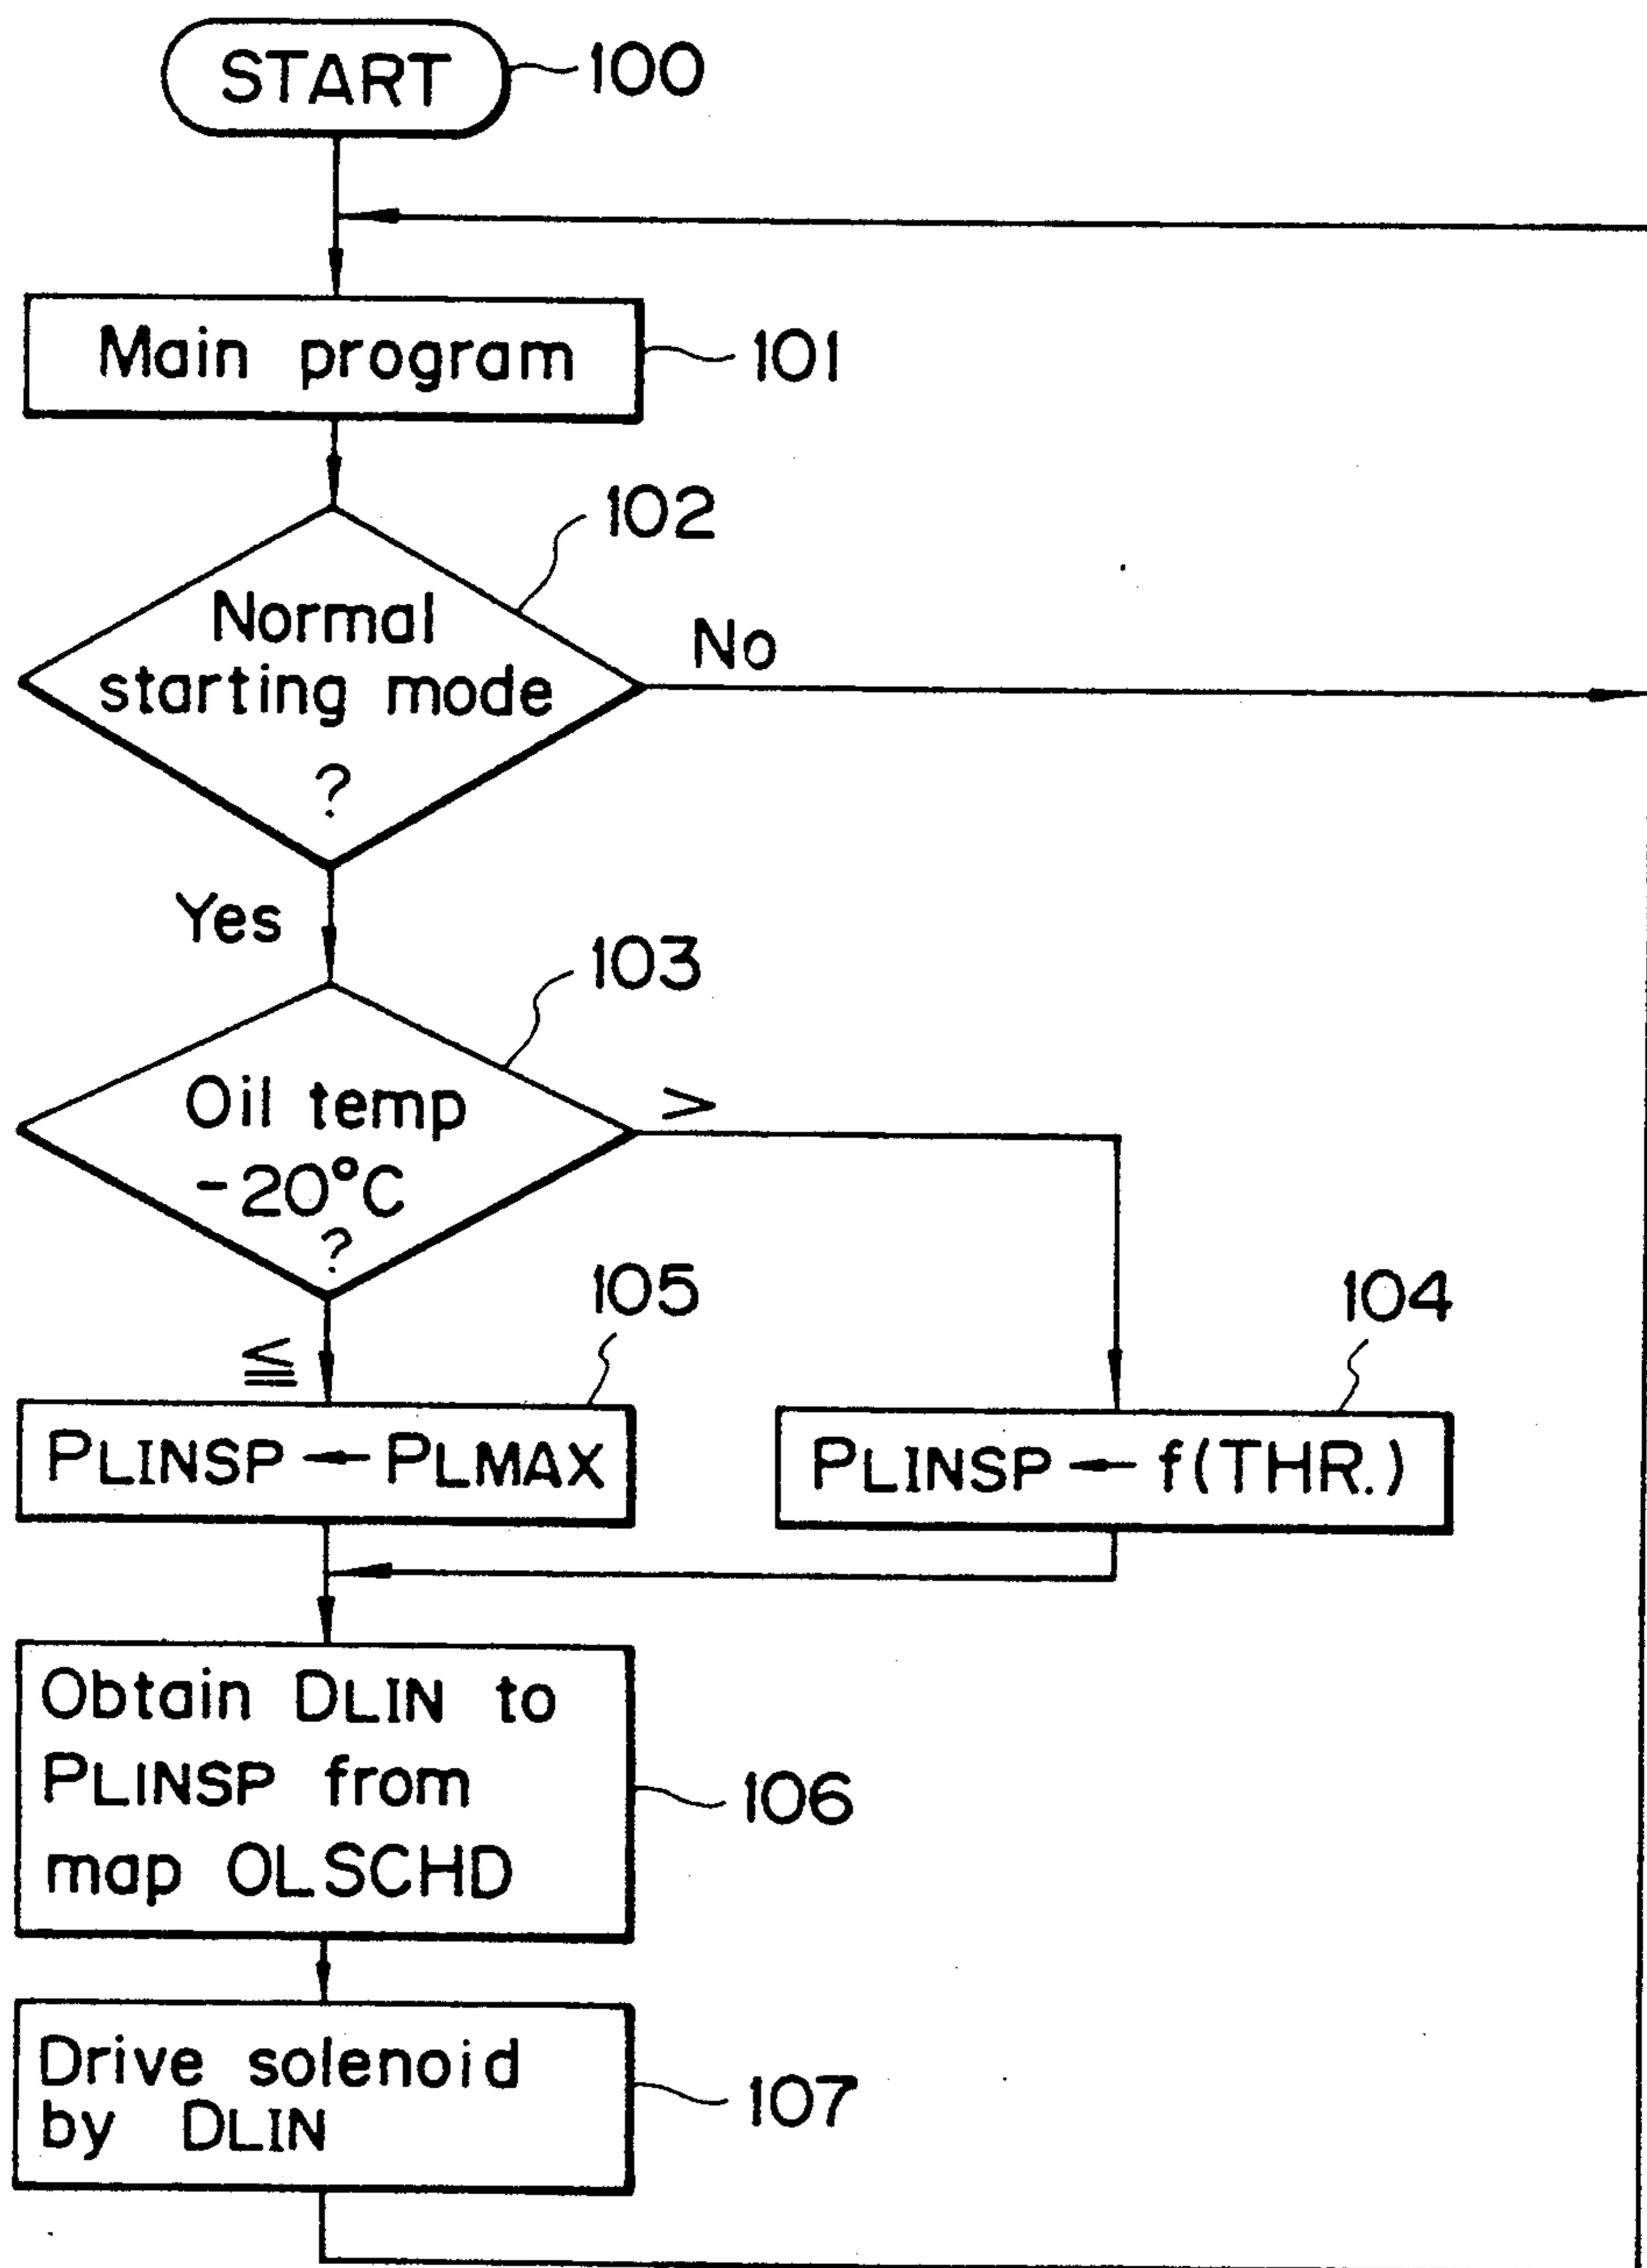 START
100
Main program
101
102
Normal
starting mode
?
No
Yes
103
Oil temp
-20°C
?
>
≦
105
104
PLINSP ← PLMAX
PLINSP ← f(THR.)
Obtain DLIN to
PLINSP from
map OLSCHD
106
Drive solenoid
by DLIN
107